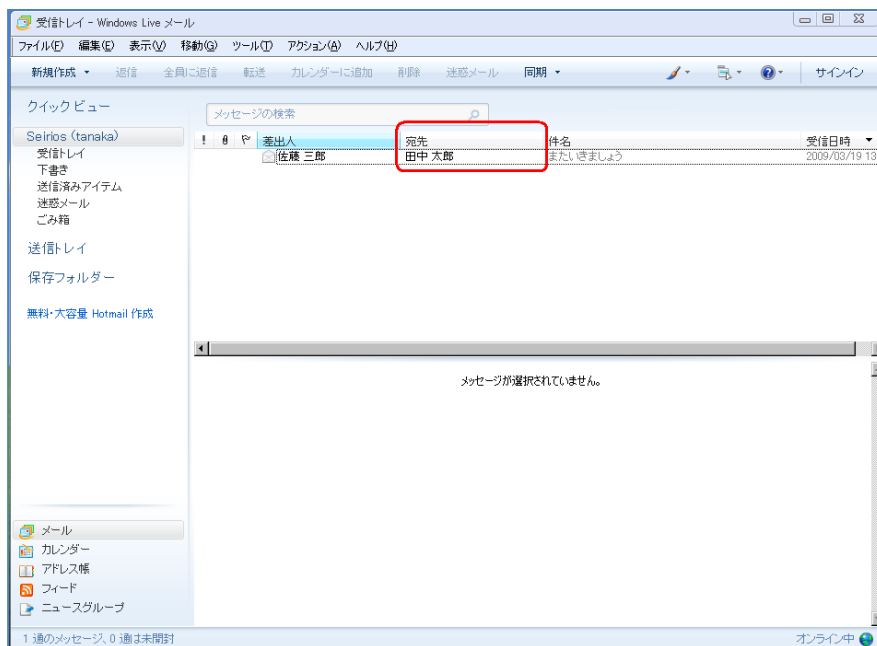 受信トレイ - Windows Live メール
ファイル(F) 編集(E) 表示(V) 移動(G) ツール(T) アクション(A) ヘルプ(H)
新規作成 返信 全員に返信 転送 カレンダーに追加 削除 迷惑メール 同期 サインイン
クイック ビュー
メッセージの検索
Seirios (tanaka)
! 差出人 宛先 件名 受信日時
受信トレイ
佐藤 三郎 田中 太郎 またいきましょう 2009/03/19 13
下書き
送信済みアイテム
迷惑メール
ごみ箱
送信トレイ
保存フォルダー
無料・大容量 Hotmail 作成
メッセージが選択されていません。
メール
カレンダー
アドレス帳
フィード
ニュースグループ
1 通のメッセージ、0 通は未開封
オンライン中